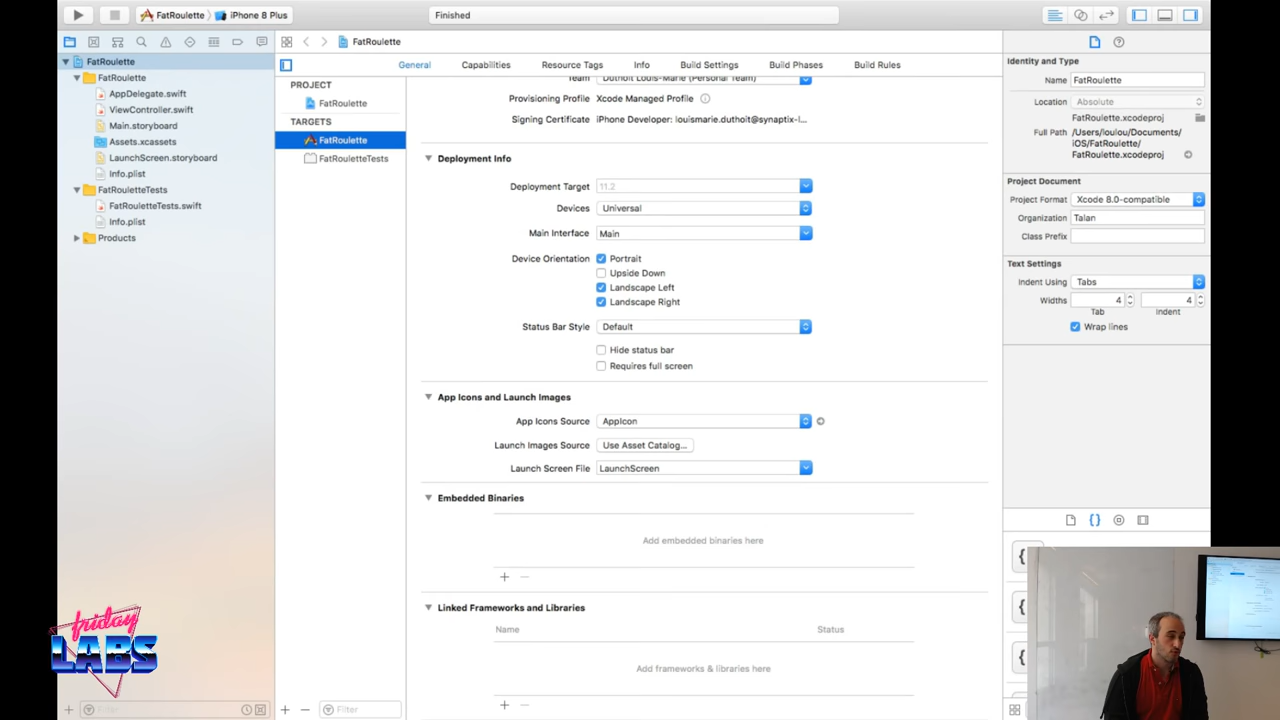 FatRoulette
iPhone 8 Plus
Finished
FatRoulette
FatRoulette
AppDelegate.swift
ViewController.swift
Main.storyboard
Assets.xcassets
LaunchScreen.storyboard
Info.plist
FatRouletteTests
FatRouletteTests.swift
Info.plist
Products
Filter
FatRoulette
General
Capabilities
Resource Tags
Info
Build Settings
Build Phases
Build Rules
PROJECT
FatRoulette
TARGETS
FatRoulette
FatRouletteTests
Filter
Team Duthoit Louis-Marie (Personal Team)
Provisioning Profile Xcode Managed Profile
Signing Certificate iPhone Developer: louismarie.duthoit@synaptix-l...
Deployment Info
Deployment Target 11.2
Devices Universal
Main Interface Main
Device Orientation Portrait
Upside Down
Landscape Left
Landscape Right
Status Bar Style Default
Hide status bar
Requires full screen
App Icons and Launch Images
App Icons Source AppIcon
Launch Images Source Use Asset Catalog...
Launch Screen File LaunchScreen
Embedded Binaries
Add embedded binaries here
Linked Frameworks and Libraries
Name Status
Add frameworks & libraries here
Identity and Type
Name FatRoulette
Location Absolute
FatRoulette.xcodeproj
Full Path /Users/loulou/Documents/
iOS/FatRoulette/
FatRoulette.xcodeproj
Project Document
Project Format Xcode 8.0-compatible
Organization Talan
Class Prefix
Text Settings
Indent Using Tabs
Widths 4 4
Tab Indent
Wrap lines
friday
LABS